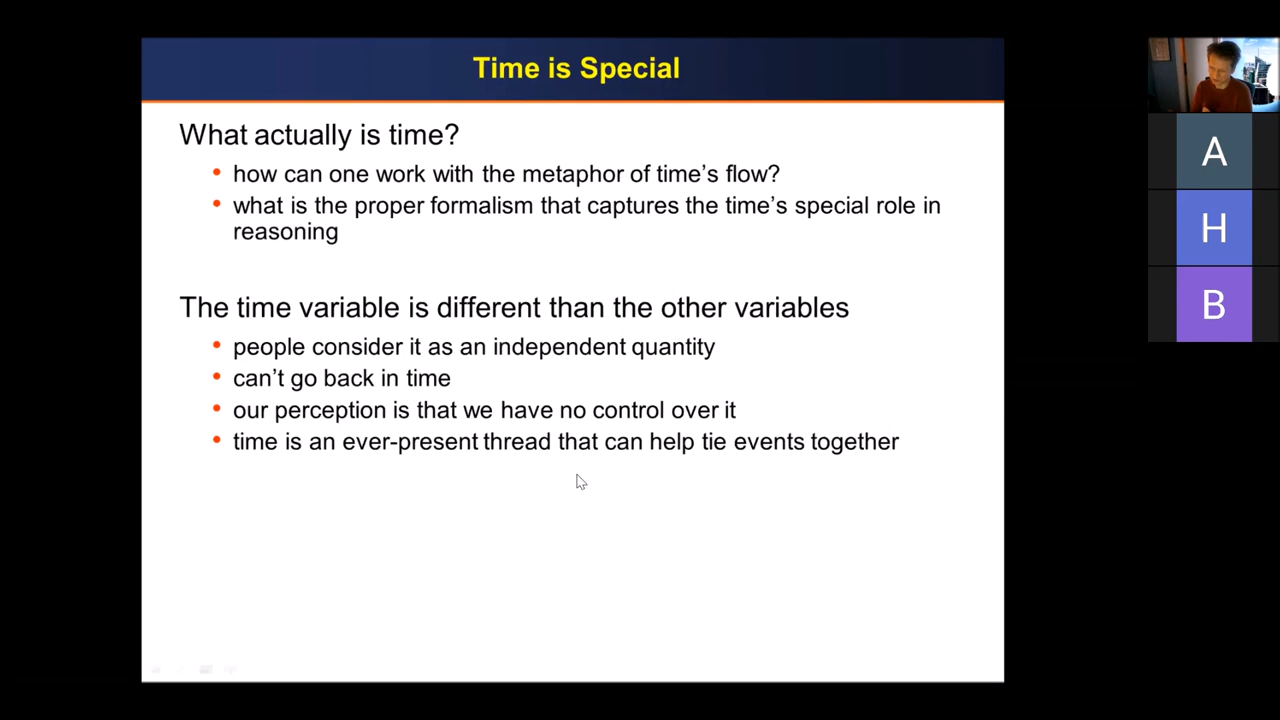 Time is Special
What actually is time?
• how can one work with the metaphor of time's flow?
• what is the proper formalism that captures the time's special role in
reasoning
The time variable is different than the other variables
• people consider it as an independent quantity
• can't go back in time
• our perception is that we have no control over it
• time is an ever-present thread that can help tie events together
A
H
B